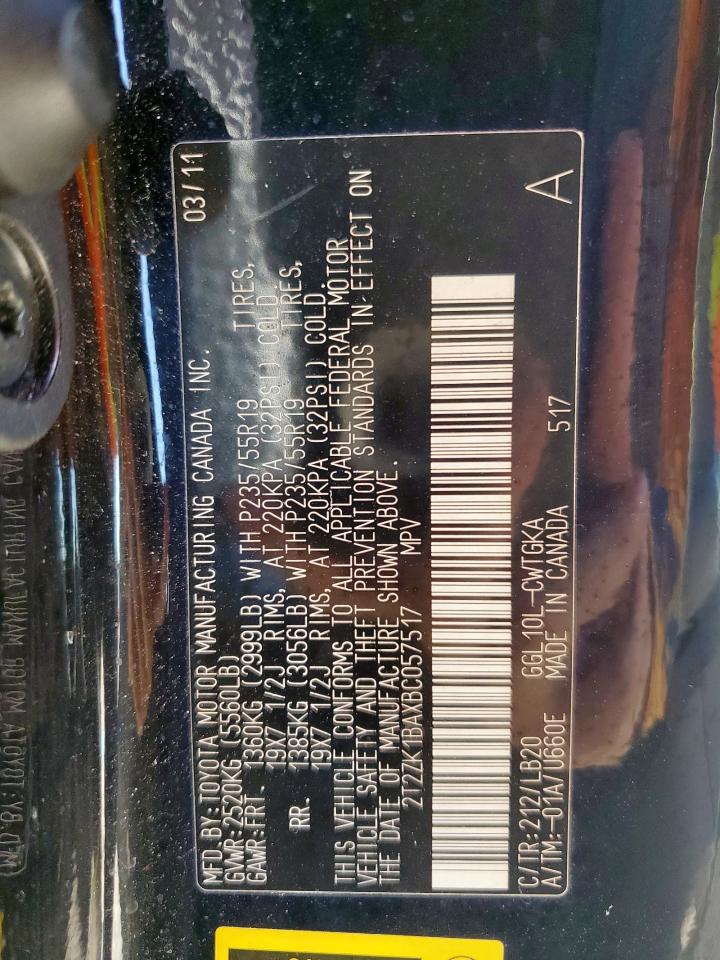 MFD.BY:TOYOTA MOTOR MANUFACTURING CANADA INC. 03/11
GVWR:2520KG (5560LB)
GAWR:FRT. 1360KG (2999LB) WITH P235/55R19 TIRES,
19X7 1/2J RIMS, AT 220KPA (32PSI) COLD.
RR. 1385KG (3056LB) WITH P235/55R19 TIRES,
19X7 1/2J RIMS, AT 220KPA (32PSI) COLD.
THIS VEHICLE CONFORMS TO ALL APPLICABLE FEDERAL MOTOR
VEHICLE SAFETY AND THEFT PREVENTION STANDARDS IN EFFECT ON
THE DATE OF MANUFACTURE SHOWN ABOVE.
2T2ZK1BAXBC057517 MPV
C/TR:212/LB20 GGL10L-CWTGKA 517 A
A/TM:-01A/U660E MADE IN CANADA